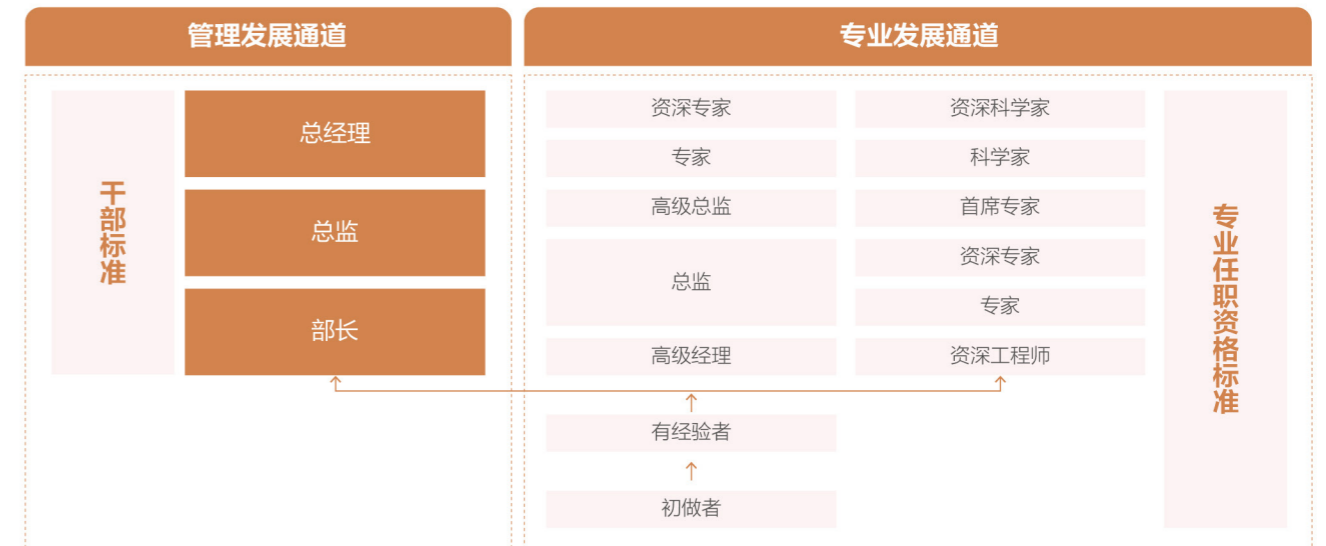 管理发展通道
专业发展通道
干部标准
总经理
总监
部长
资深专家
专家
高级总监
总监
高级经理
有经验者
初做者
资深科学家
科学家
首席专家
资深专家
专家
资深工程师
专业任职资格标准